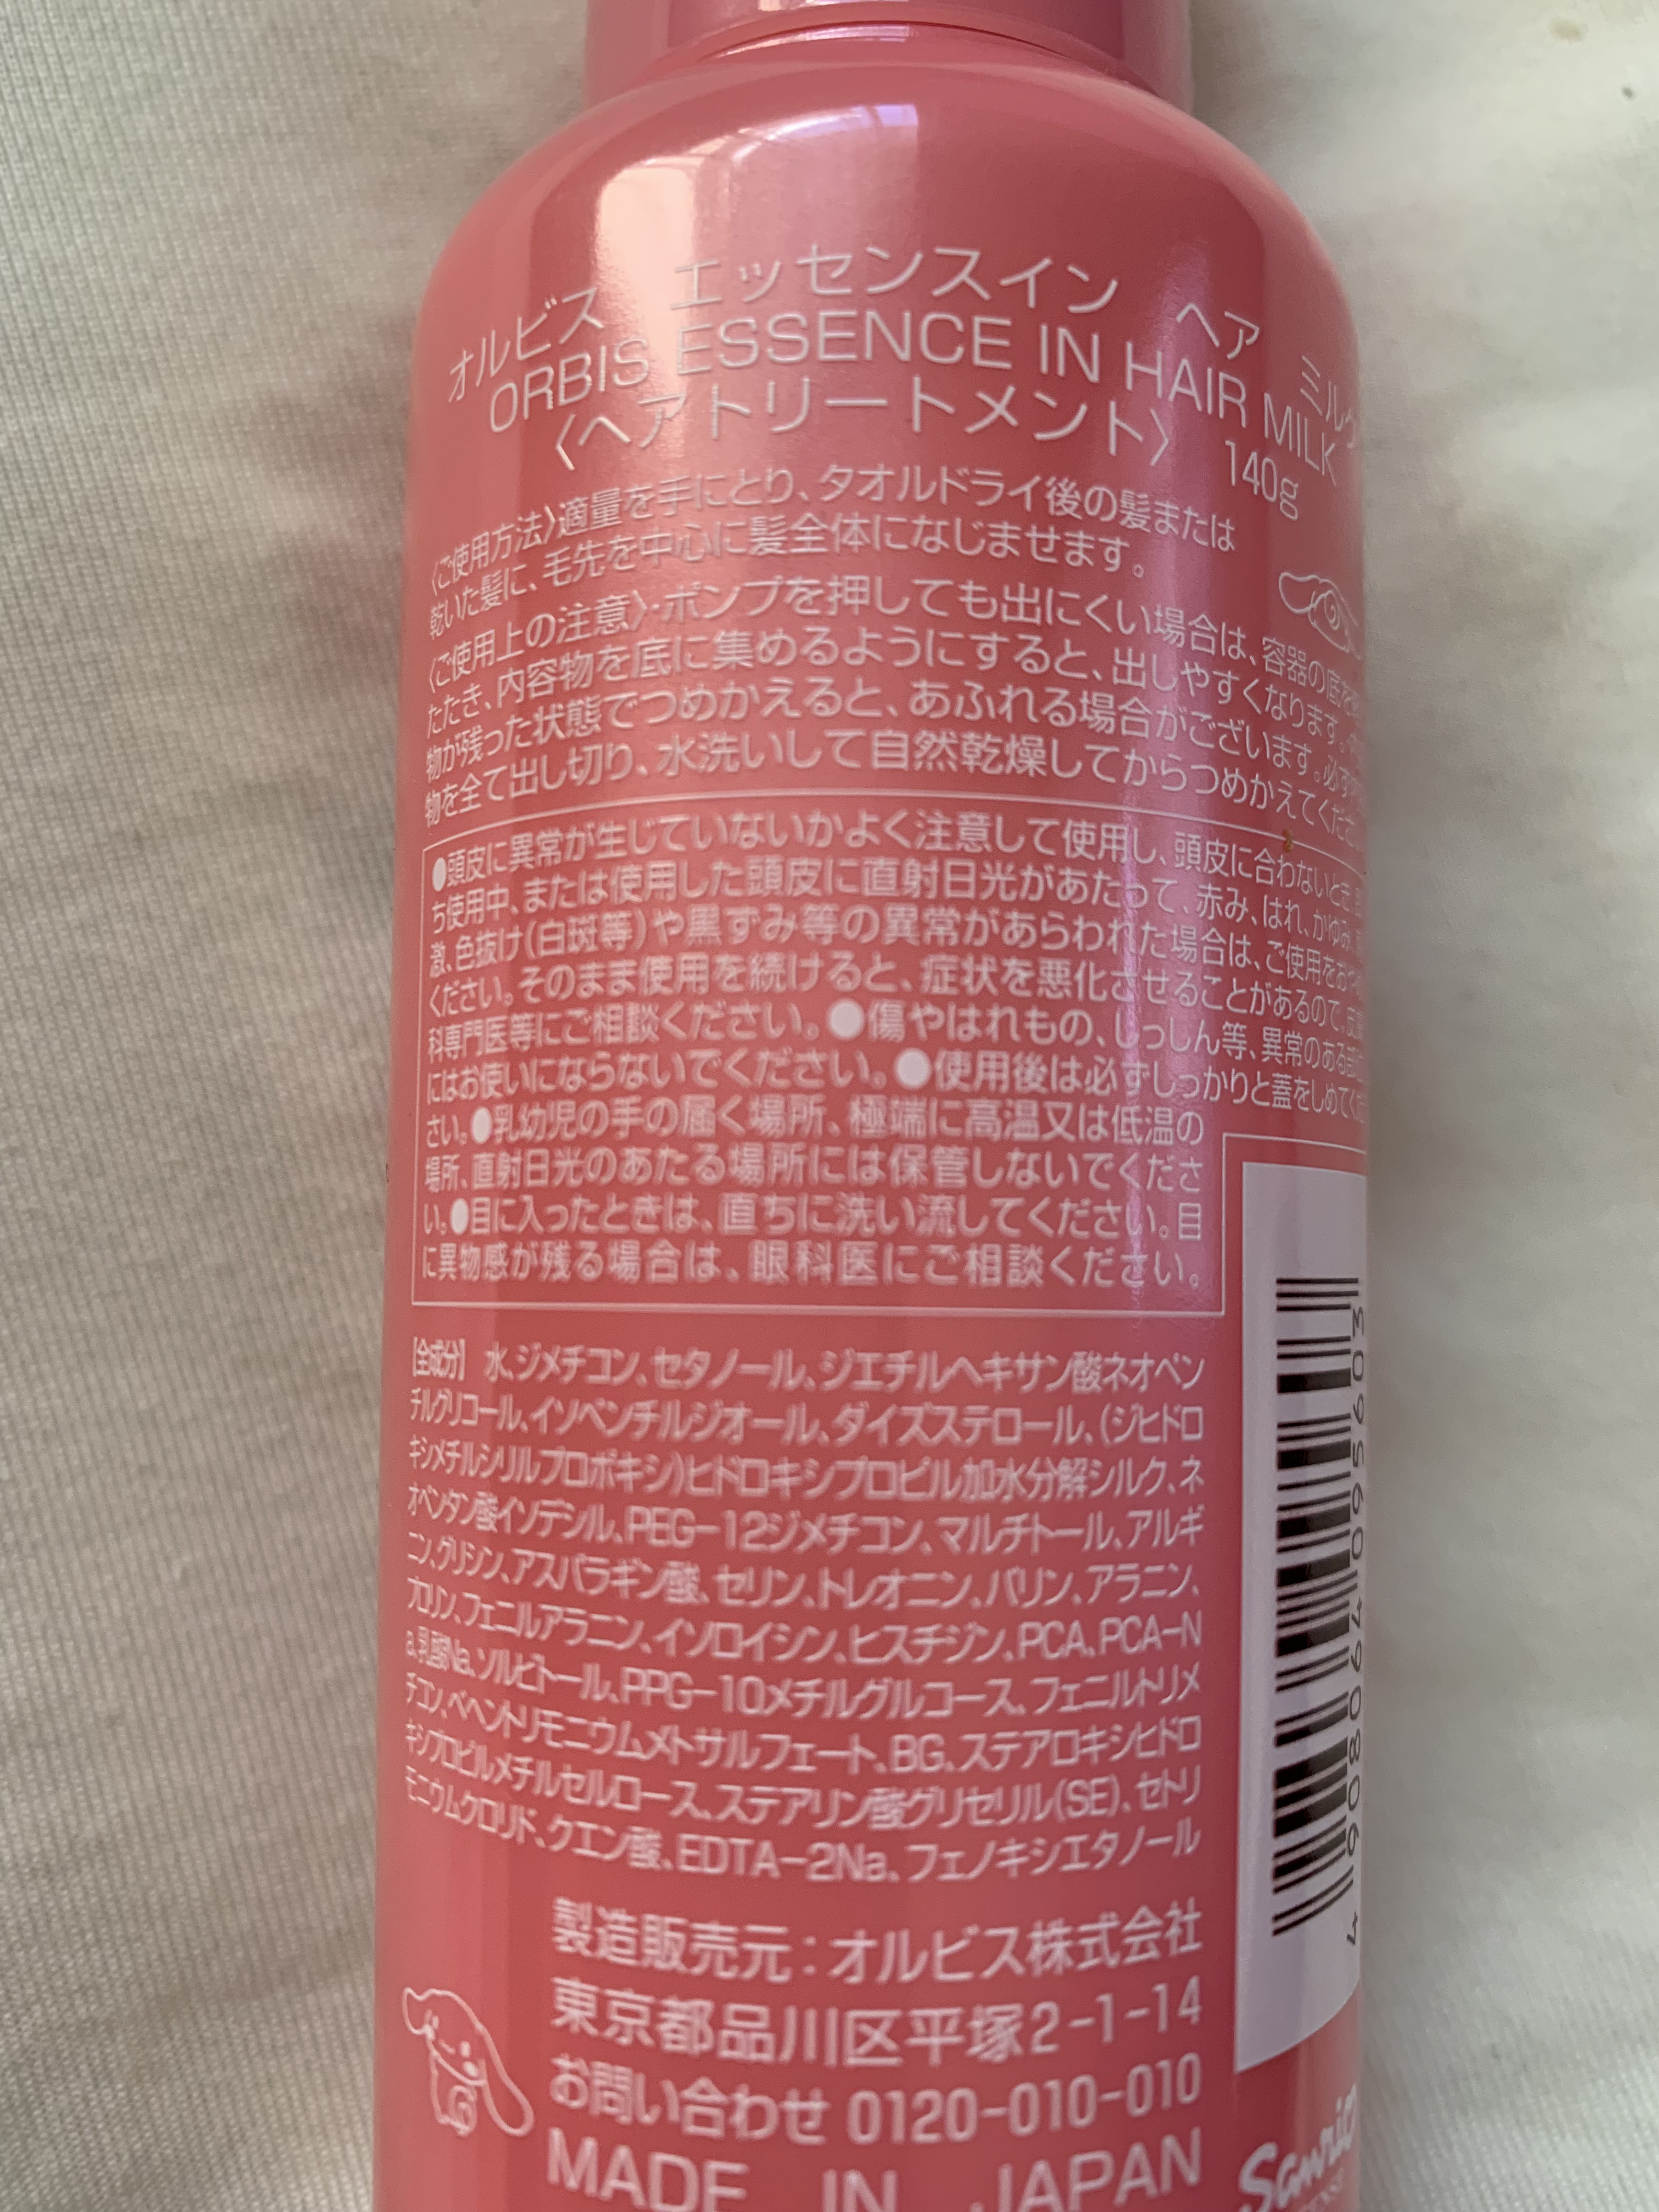 オルビス エッセンスイン ヘア ミルク
ORBIS ESSENCE IN HAIR MILK
〈ヘアトリートメント〉 140g
〈ご使用方法〉適量を手にとり、タオルドライ後の髪または
乾いた髪に、毛先を中心に髪全体になじませます。
〈ご使用上の注意〉・ポンプを押しても出にくい場合は、容器の底を
たたき、内容物を底に集めるようにすると、出しやすくなります。
物が残った状態でつめかえると、あふれる場合がございます。必ず
物を全て出し切り、水洗いして自然乾燥してからつめかえてくださ
●頭皮に異常が生じていないかよく注意して使用し、頭皮に合わないとき
ち使用中、または使用した頭皮に直射日光があたって、赤み、はれ、かゆみ、
激、色抜け(白斑等)や黒ずみ等の異常があらわれた場合は、ご使用をおや
ください。そのまま使用を続けると、症状を悪化させることがあるので、皮
科専門医等にご相談ください。●傷やはれもの、しっしん等、異常のある
にはお使いにならないでください。●使用後は必ずしっかりと蓋をしめてくだ
さい。●乳幼児の手の届く場所、極端に高温又は低温の
場所、直射日光のあたる場所には保管しないでくださ
い。●目に入ったときは、直ちに洗い流してください。目
に異物感が残る場合は、眼科医にご相談ください。
[全成分] 水、ジメチコン、セタノール、ジエチルヘキサン酸ネオペン
チルグリコール、イソペンチルジオール、ダイズステロール、(ジヒドロ
キシメチルシリルプロポキシ)ヒドロキシプロピル加水分解シルク、ネ
オペンタン酸イソデシル、PEG-12ジメチコン、マルチトール、アルギ
ニン、グリシン、アスパラギン酸、セリン、トレオニン、バリン、アラニン、
プロリン、フェニルアラニン、イソロイシン、ヒスチジン、PCA、PCA-N
a、乳酸Na、ソルビトール、PPG-10メチルグルコース、フェニルトリメ
チコン、ベヘントリモニウムメトサルフェート、BG、ステアロキシヒドロ
キシプロピルメチルセルロース、ステアリン酸グリセリル(SE)、セトリ
モニウムクロリド、クエン酸、EDTA-2Na、フェノキシエタノール
製造販売元：オルビス株式会社
東京都品川区平塚2-1-14
お問い合わせ 0120-010-010
MADE IN JAPAN
Sanrio